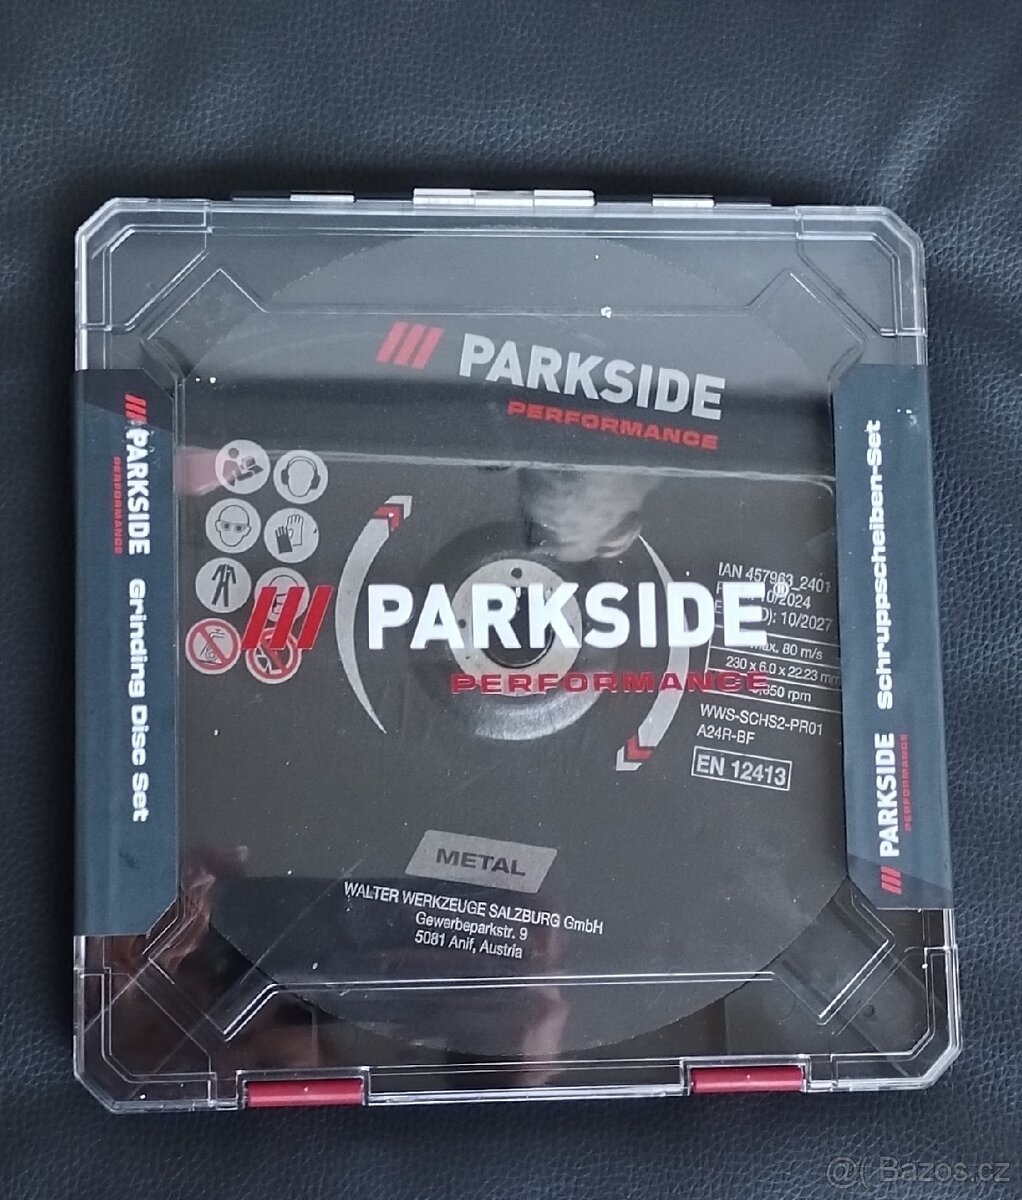 PARKSIDE
PERFORMANCE
PARKSIDE
PERFORMANCE
Grinding Disc Set
PARKSIDE®
PERFORMANCE
IAN 457963_2401
10/2024
10/2027
max. 80 m/s
230 x 6.0 x 22.23 mm
rpm
WWS-SCHS2-PR01
A24R-BF
EN 12413
METAL
WALTER WERKZEUGE SALZBURG GmbH
Gewerbeparkstr. 9
5081 Anif, Austria
PARKSIDE
PERFORMANCE
Schruppscheiben-Set
@( Bazos.cz